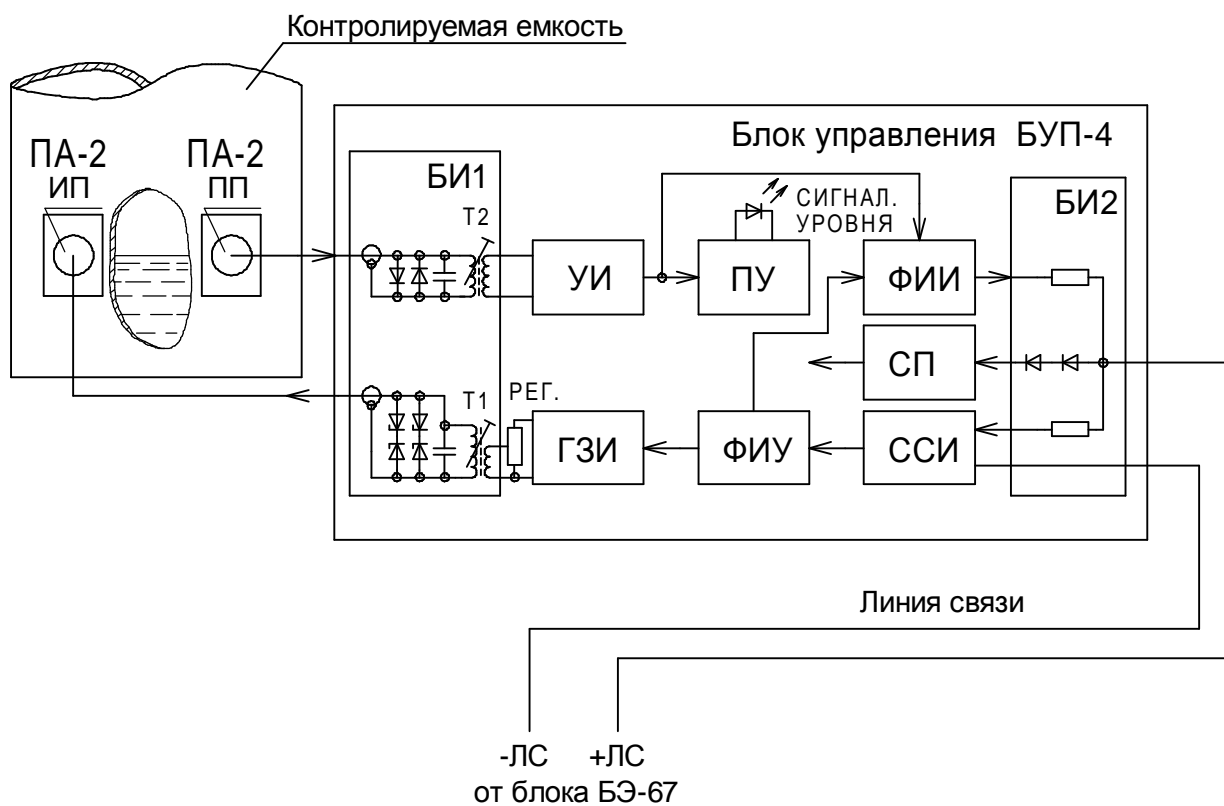 Контролируемая емкость
ПА-2
ИП
ПА-2
ПП
Блок управления БУП-4
БИ1
Т2
СИГНАЛ.
УРОВНЯ
БИ2
УИ
ПУ
ФИИ
СП
Т1
РЕГ.
ГЗИ
ФИУ
ССИ
Линия связи
-ЛС +ЛС
от блока БЭ-67